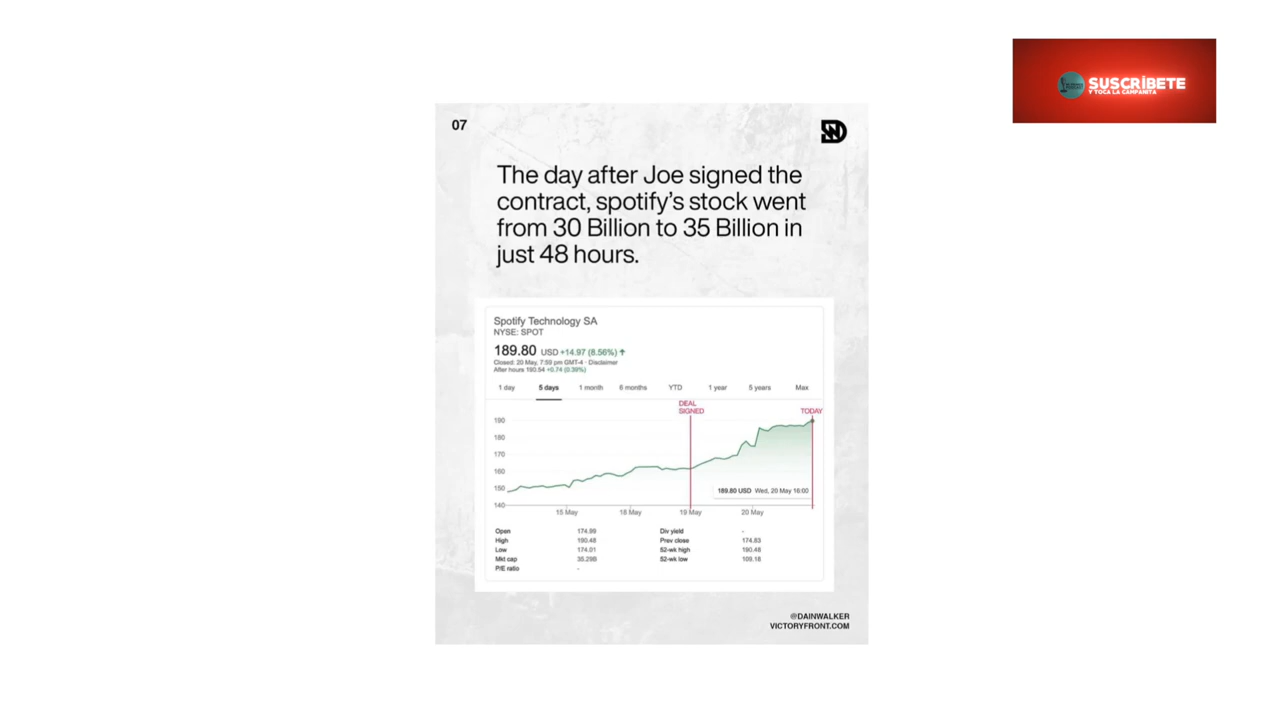 SUSCRÍBETE
Y TOCA LA CAMPANITA
07
The day after Joe signed the
contract, spotify's stock went
from 30 Billion to 35 Billion in
just 48 hours.
Spotify Technology SA
NYSE: SPOT
189.80 USD +14.97 (8.56%) ↑
Closed: 20 May, 7:59 pm GMT-4 · Disclaimer
After hours 190.54 +0.74 (0.39%)
1 day 5 days 1 month 6 months YTD 1 year 5 years Max
DEAL
SIGNED
TODAY
190
180
170
160
150
140
189.80 USD Wed, 20 May 16:00
15 May 18 May 19 May 20 May
Open 174.99 Div yield -
High 190.48 Prev close 174.83
Low 174.01 52-wk high 190.48
Mkt cap 35.29B 52-wk low 109.18
P/E ratio -
@DAINWALKER
VICTORYFRONT.COM